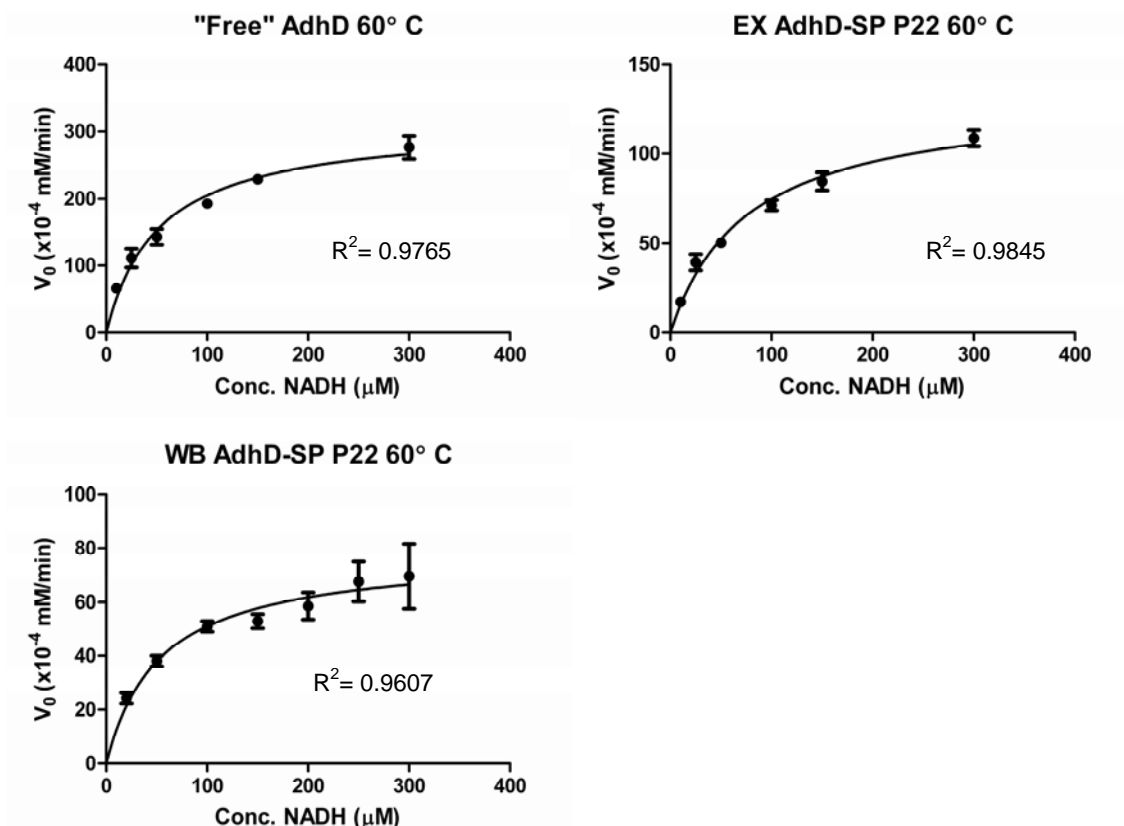 "Free" AdhD 60° C
400
300
200
100
0
V₀ (x10⁻⁴ mM/min)
R²= 0.9765
0 100 200 300 400
Conc. NADH (µM)
EX AdhD-SP P22 60° C
150
100
50
0
V₀ (x10⁻⁴ mM/min)
R²= 0.9845
0 100 200 300 400
Conc. NADH (µM)
WB AdhD-SP P22 60° C
100
80
60
40
20
0
V₀ (x10⁻⁴ mM/min)
R²= 0.9607
0 100 200 300 400
Conc. NADH (µM)